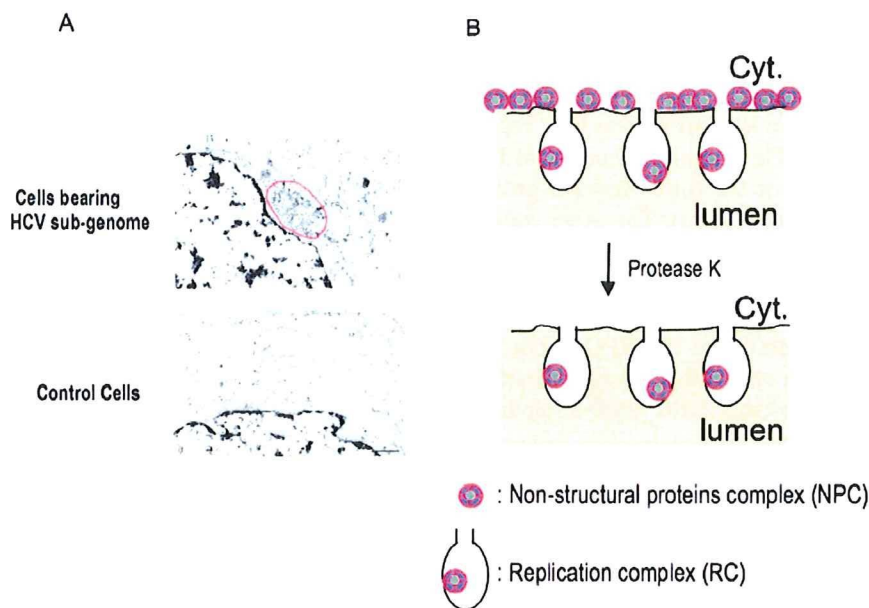 A
B
Cells bearing
HCV sub-genome
Control Cells
Cyt.
lumen
Protease K
Cyt.
lumen
: Non-structural proteins complex (NPC)
: Replication complex (RC)